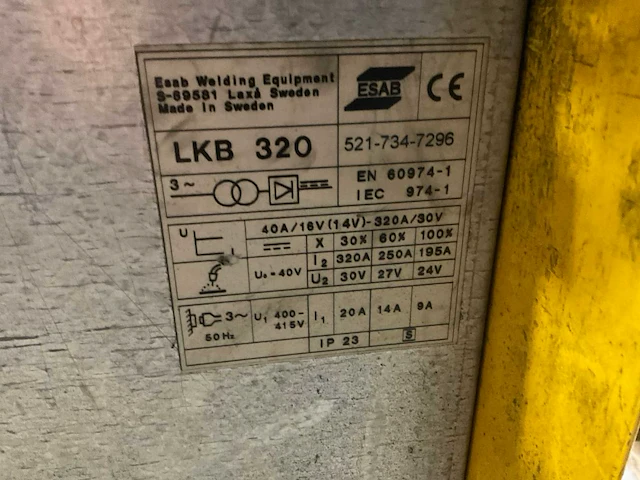 Esab Welding Equipment
S-69581 Laxå Sweden
Made in Sweden
ESAB
CE
LKB 320
521-734-7296
3~
EN 60974-1
IEC 974-1
U
I
40A/16V (14V)-320A/30V
X 30% 60% 100%
I₂ 320A 250A 195A
U₀-40V
U₂ 30V 27V 24V
3~
50Hz
U₁ 400-
415V
I₁ 20A 14A 9A
IP 23
S